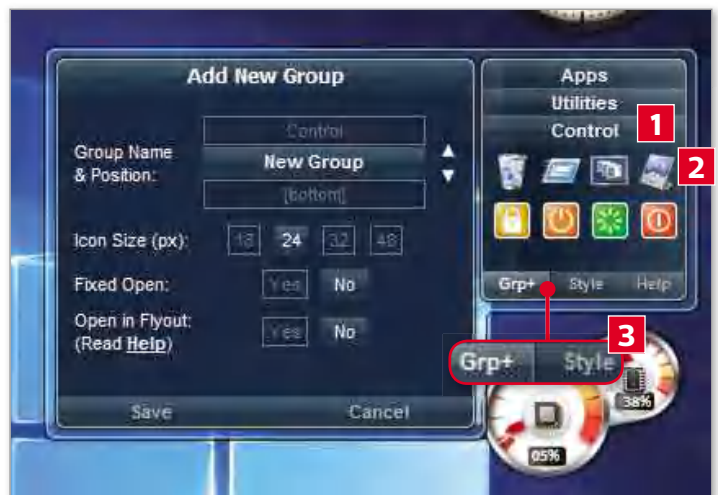 Add New Group
Group Name
& Position:
Control
New Group
[bottom]
Icon Size (px):
18 24 32 48
Fixed Open:
Yes No
Open in Flyout:
(Read Help)
Yes No
Save Cancel
Apps
Utilities
Control
1
2
Grp+ Style Help
3
Grp+ Style
38%
05%